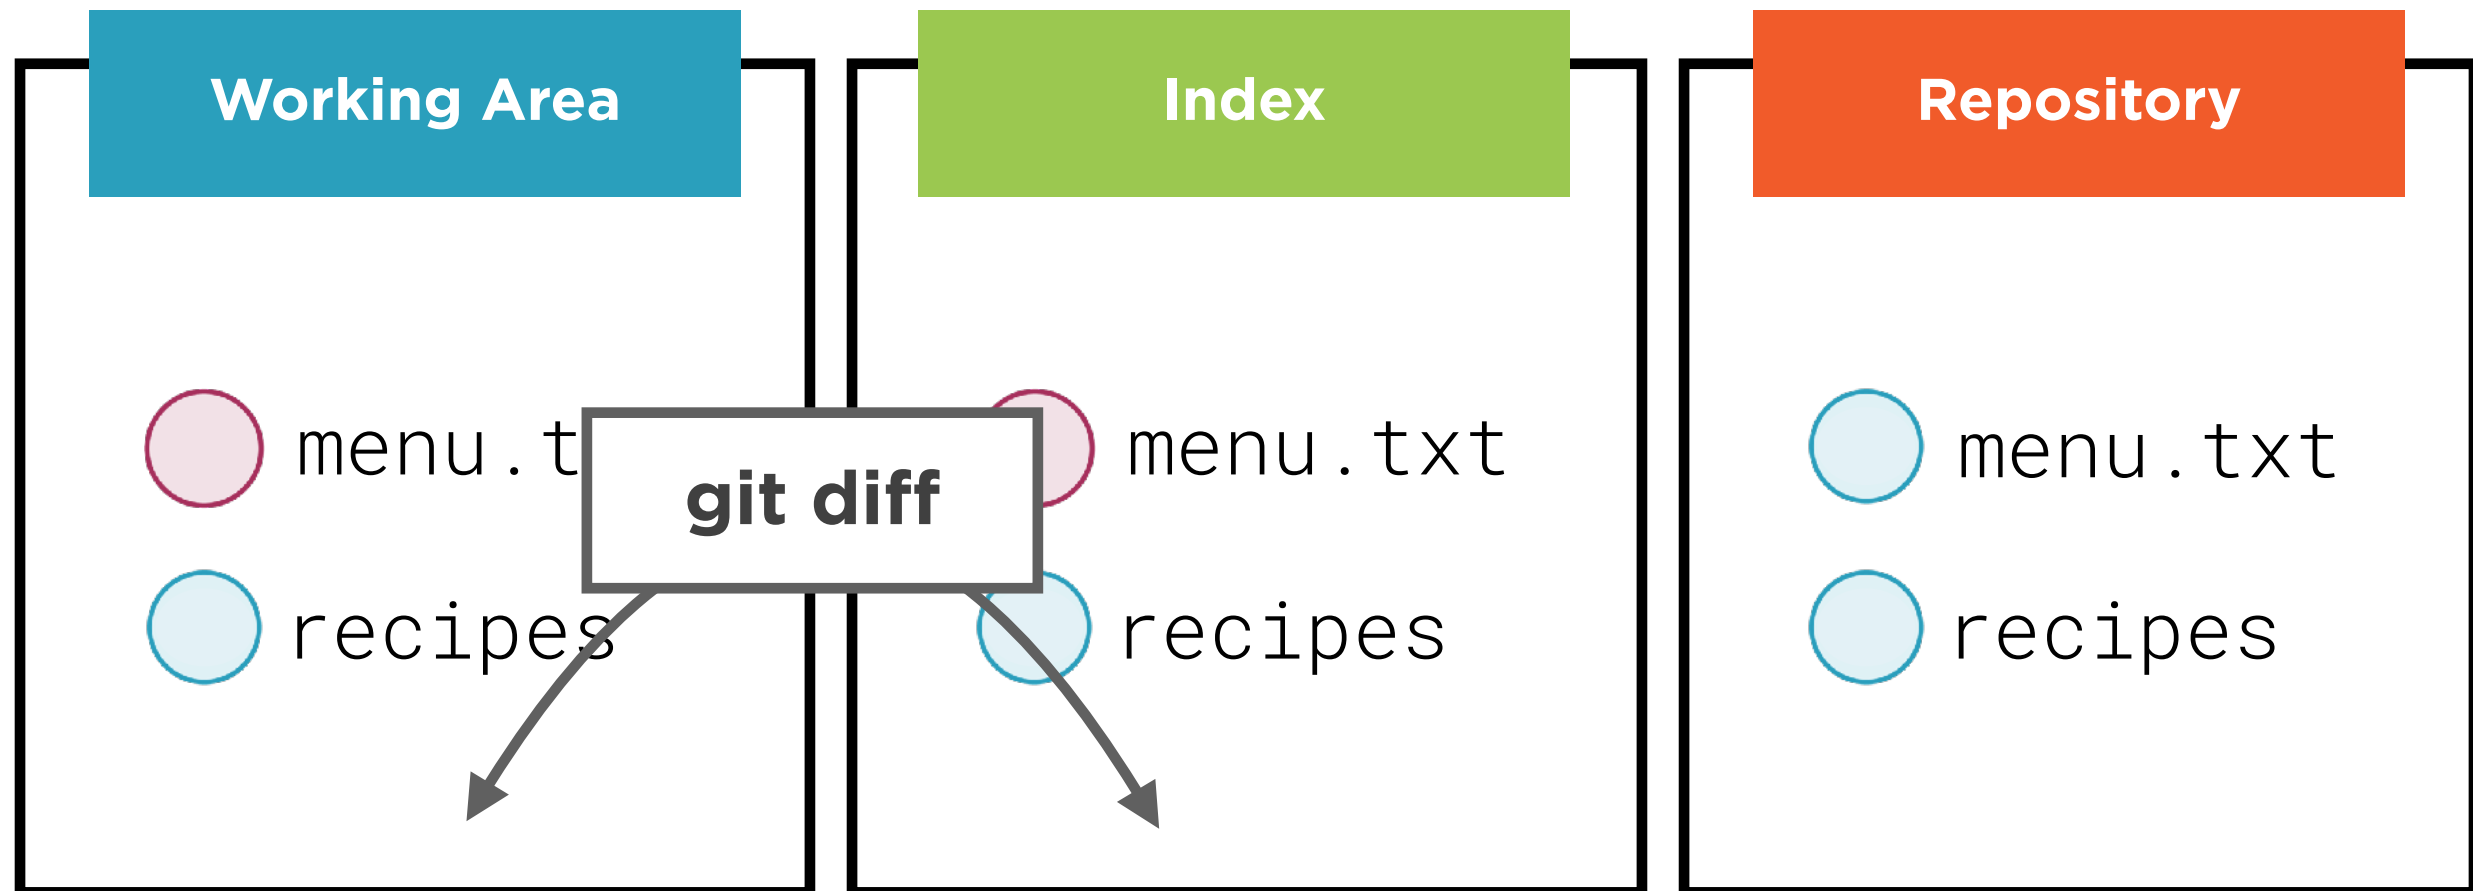 Working Area
Index
Repository
menu.t
menu.txt
menu.txt
git diff
recipes
recipes
recipes